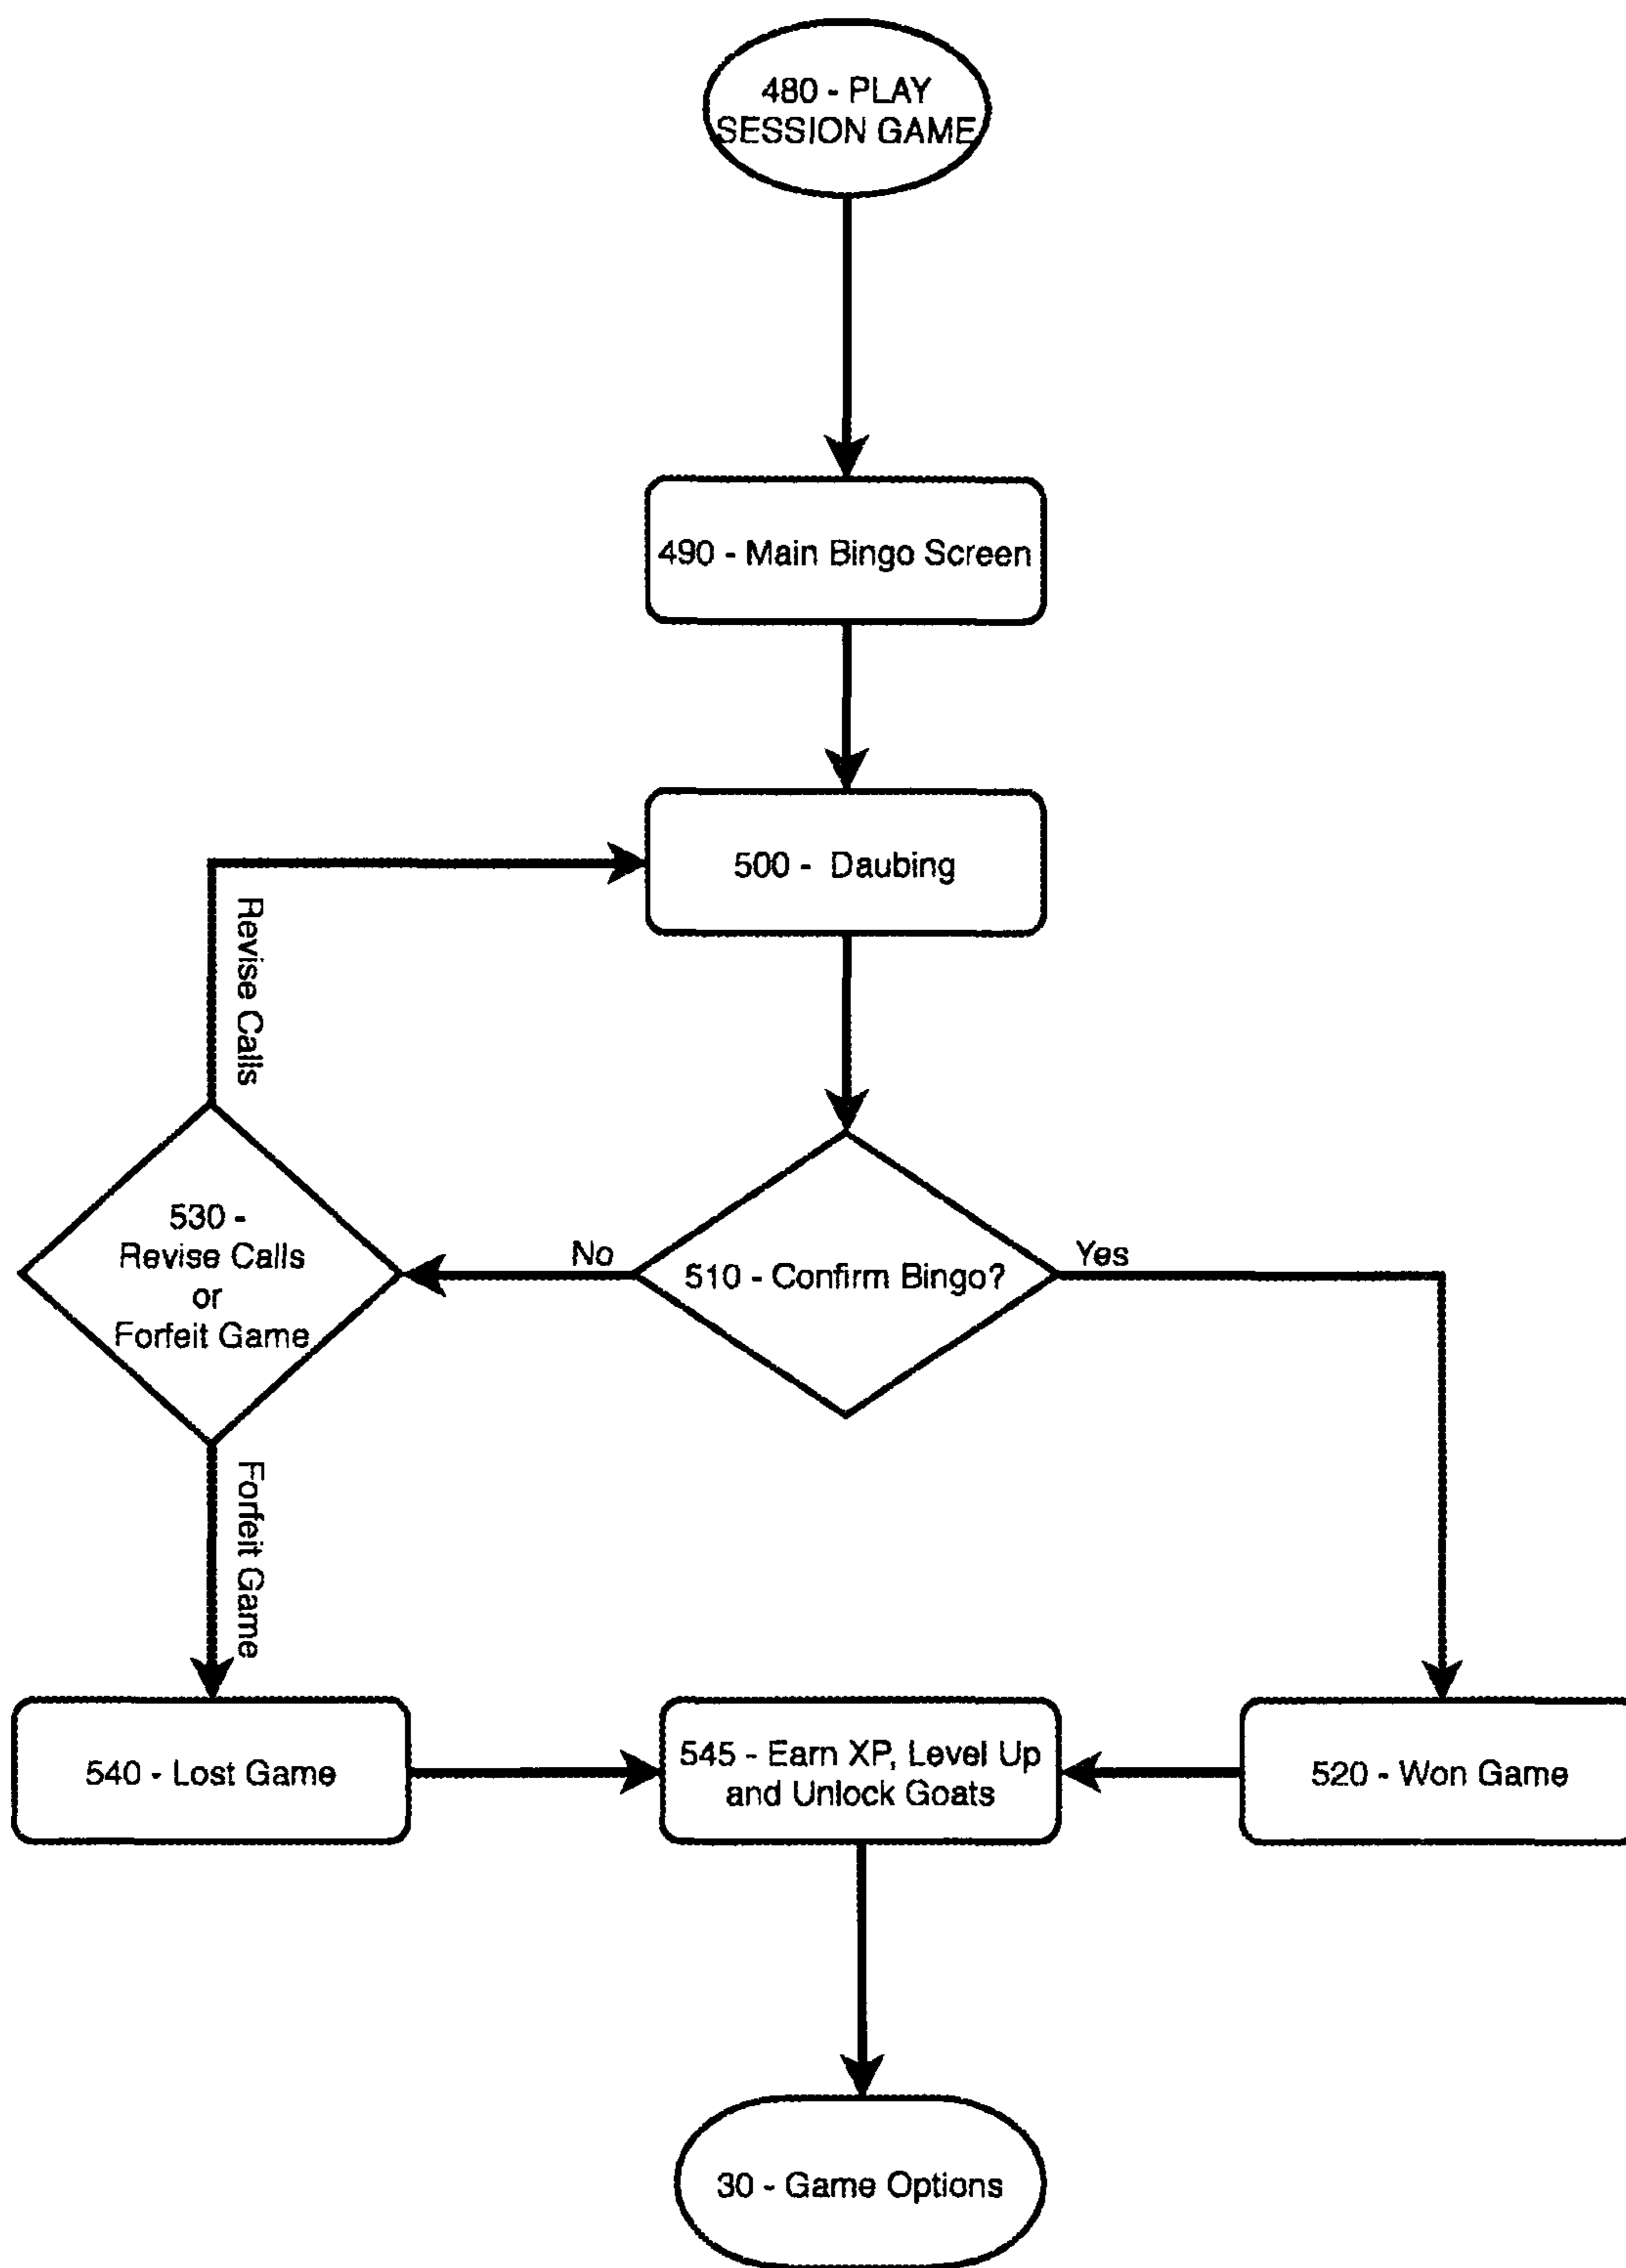 480 - PLAY
SESSION GAME
490 - Main Bingo Screen
500 - Daubing
Revise Calls
530 -
Revise Calls
or
Forfeit Game
No
510 - Confirm Bingo?
Yes
Forfeit Game
540 - Lost Game
545 - Earn XP, Level Up
and Unlock Goats
520 - Won Game
30 - Game Options